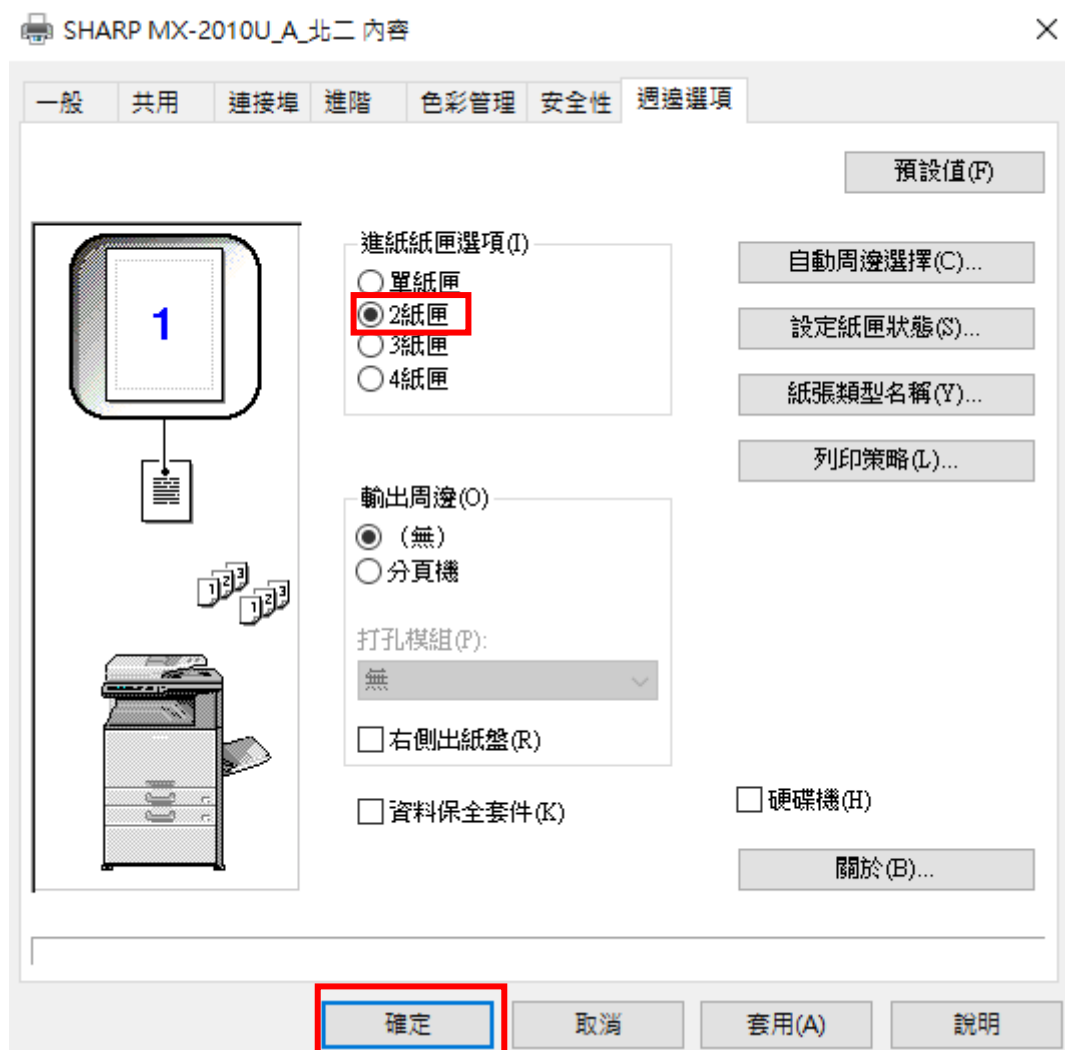 SHARP MX-2010U_A_北二 內容
一般 共用 連接埠 進階 色彩管理 安全性 週邊選項
預設值(F)
1
進紙紙匣選項(I)
單紙匣
2紙匣
3紙匣
4紙匣
自動周邊選擇(C)...
設定紙匣狀態(S)...
紙張類型名稱(Y)...
列印策略(L)...
輸出周邊(O)
(無)
分頁機
1 2 3
1 2 3
打孔模組(P):
無
右側出紙盤(R)
資料保全套件(K)
硬碟機(H)
關於(B)...
確定 取消 套用(A) 說明